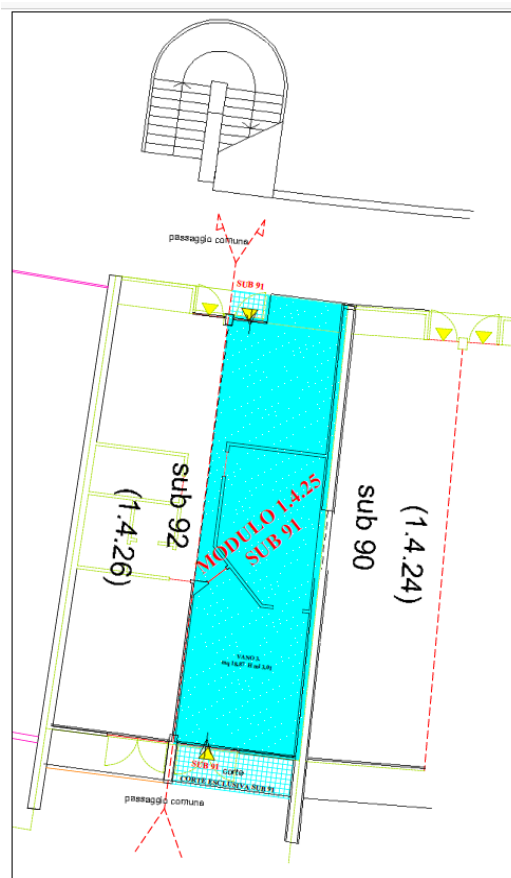 passaggio comune
SUB 91
MODULO 1.4.25
SUB 91
sub 92
(1.4.26)
sub 90
(1.4.24)
VANO 3.
SUB 91
corte
CORTE ESCLUSIVA SUB 91
passaggio comune